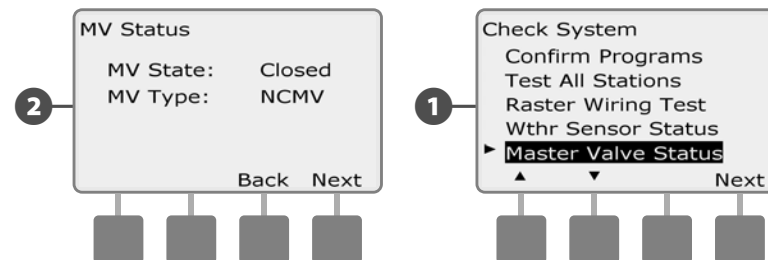 2
MV Status
MV State: Closed
MV Type: NCMV
Back Next
1
Check System
Confirm Programs
Test All Stations
Raster Wiring Test
Wthr Sensor Status
► Master Valve Status
▲ ▼ Next